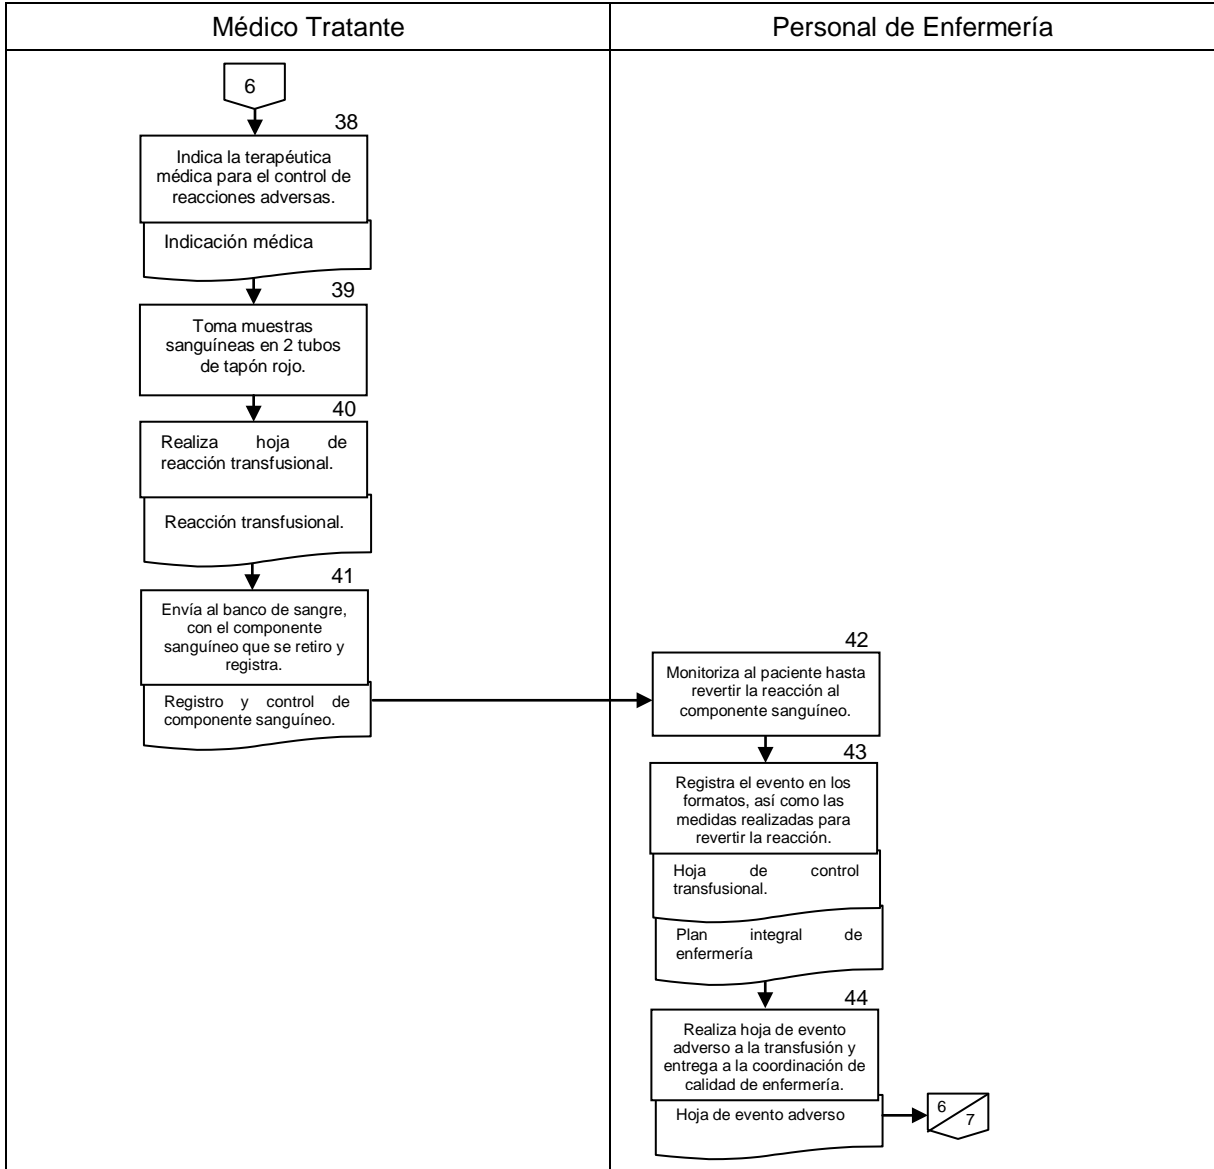 Médico Tratante
Personal de Enfermería
6
38
Indica la terapéutica
médica para el control de
reacciones adversas.
Indicación médica
39
Toma muestras
sanguíneas en 2 tubos
de tapón rojo.
40
Realiza hoja de
reacción transfusional.
Reacción transfusional.
41
Envía al banco de sangre,
con el componente
sanguíneo que se retiro y
registra.
Registro y control de
componente sanguíneo.
42
Monitoriza al paciente hasta
revertir la reacción al
componente sanguíneo.
43
Registra el evento en los
formatos, así como las
medidas realizadas para
revertir la reacción.
Hoja de control
transfusional.
Plan integral de
enfermería
44
Realiza hoja de evento
adverso a la transfusión y
entrega a la coordinación de
calidad de enfermería.
Hoja de evento adverso
6
7